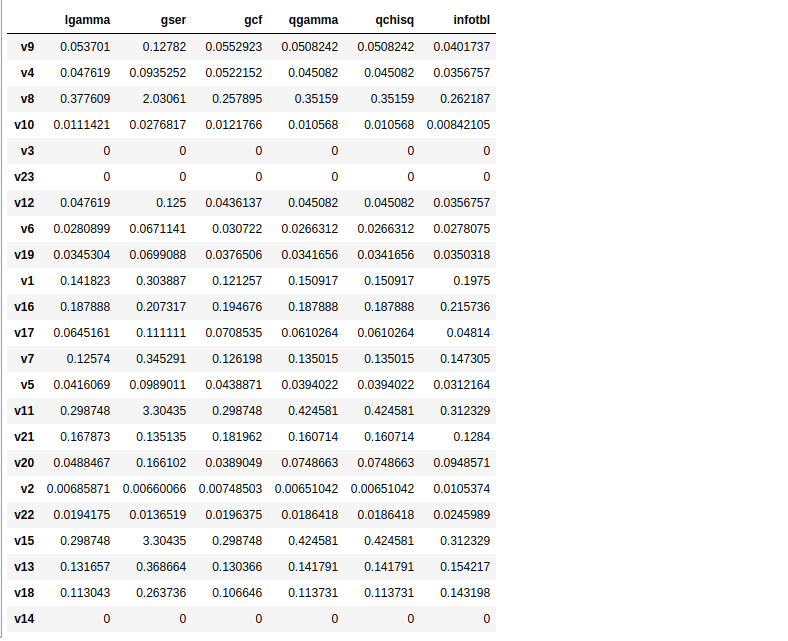 lgamma gser gcf qgamma qchisq infotbl
v9 0.053701 0.12782 0.0552923 0.0508242 0.0508242 0.0401737
v4 0.047619 0.0935252 0.0522152 0.045082 0.045082 0.0356757
v8 0.377609 2.03061 0.257895 0.35159 0.35159 0.262187
v10 0.0111421 0.0276817 0.0121766 0.010568 0.010568 0.00842105
v3 0 0 0 0 0 0
v23 0 0 0 0 0 0
v12 0.047619 0.125 0.0436137 0.045082 0.045082 0.0356757
v6 0.0280899 0.0671141 0.030722 0.0266312 0.0266312 0.0278075
v19 0.0345304 0.0699088 0.0376506 0.0341656 0.0341656 0.0350318
v1 0.141823 0.303887 0.121257 0.150917 0.150917 0.1975
v16 0.187888 0.207317 0.194676 0.187888 0.187888 0.215736
v17 0.0645161 0.111111 0.0708535 0.0610264 0.0610264 0.04814
v7 0.12574 0.345291 0.126198 0.135015 0.135015 0.147305
v5 0.0416069 0.0989011 0.0438871 0.0394022 0.0394022 0.0312164
v11 0.298748 3.30435 0.298748 0.424581 0.424581 0.312329
v21 0.167873 0.135135 0.181962 0.160714 0.160714 0.1284
v20 0.0488467 0.166102 0.0389049 0.0748663 0.0748663 0.0948571
v2 0.00685871 0.00660066 0.00748503 0.00651042 0.00651042 0.0105374
v22 0.0194175 0.0136519 0.0196375 0.0186418 0.0186418 0.0245989
v15 0.298748 3.30435 0.298748 0.424581 0.424581 0.312329
v13 0.131657 0.368664 0.130366 0.141791 0.141791 0.154217
v18 0.113043 0.263736 0.106646 0.113731 0.113731 0.143198
v14 0 0 0 0 0 0